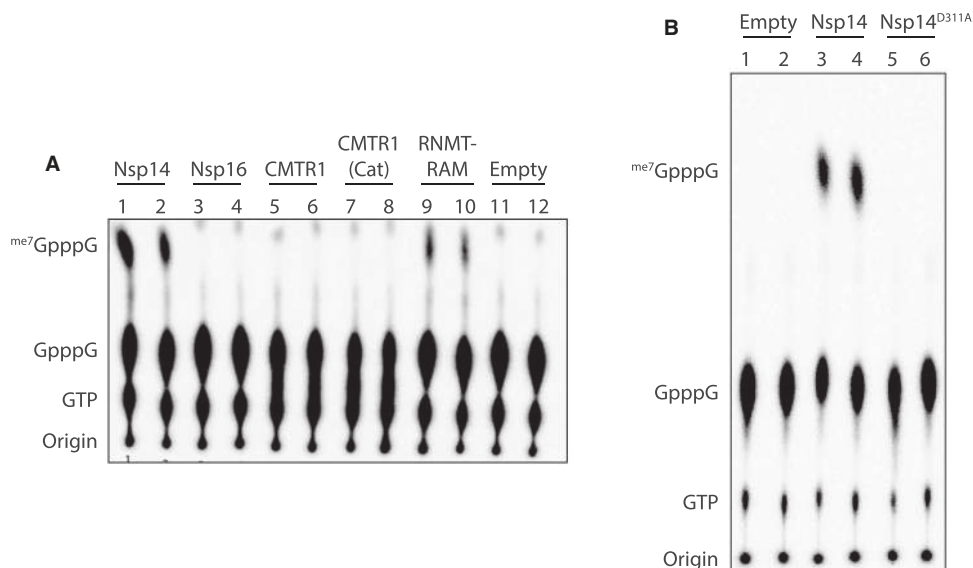 A
Nsp14 Nsp16 CMTR1 CMTR1 (Cat) RNMT-RAM Empty
1 2 3 4 5 6 7 8 9 10 11 12
me7GpppG
GpppG
GTP
Origin
B
Empty Nsp14 Nsp14D311A
1 2 3 4 5 6
me7GpppG
GpppG
GTP
Origin